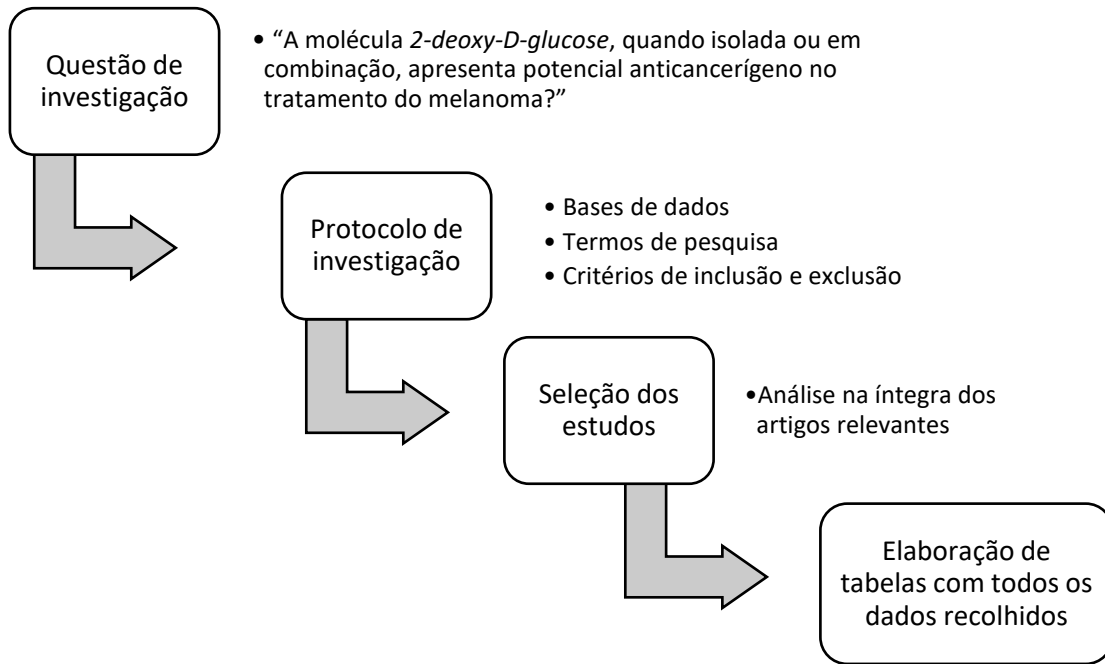 Questão de
investigação
• “A molécula 2-deoxy-D-glucose, quando isolada ou em
combinação, apresenta potencial anticancerígeno no
tratamento do melanoma?”
Protocolo de
investigação
• Bases de dados
• Termos de pesquisa
• Critérios de inclusão e exclusão
Seleção dos
estudos
•Análise na íntegra dos
artigos relevantes
Elaboração de
tabelas com todos os
dados recolhidos